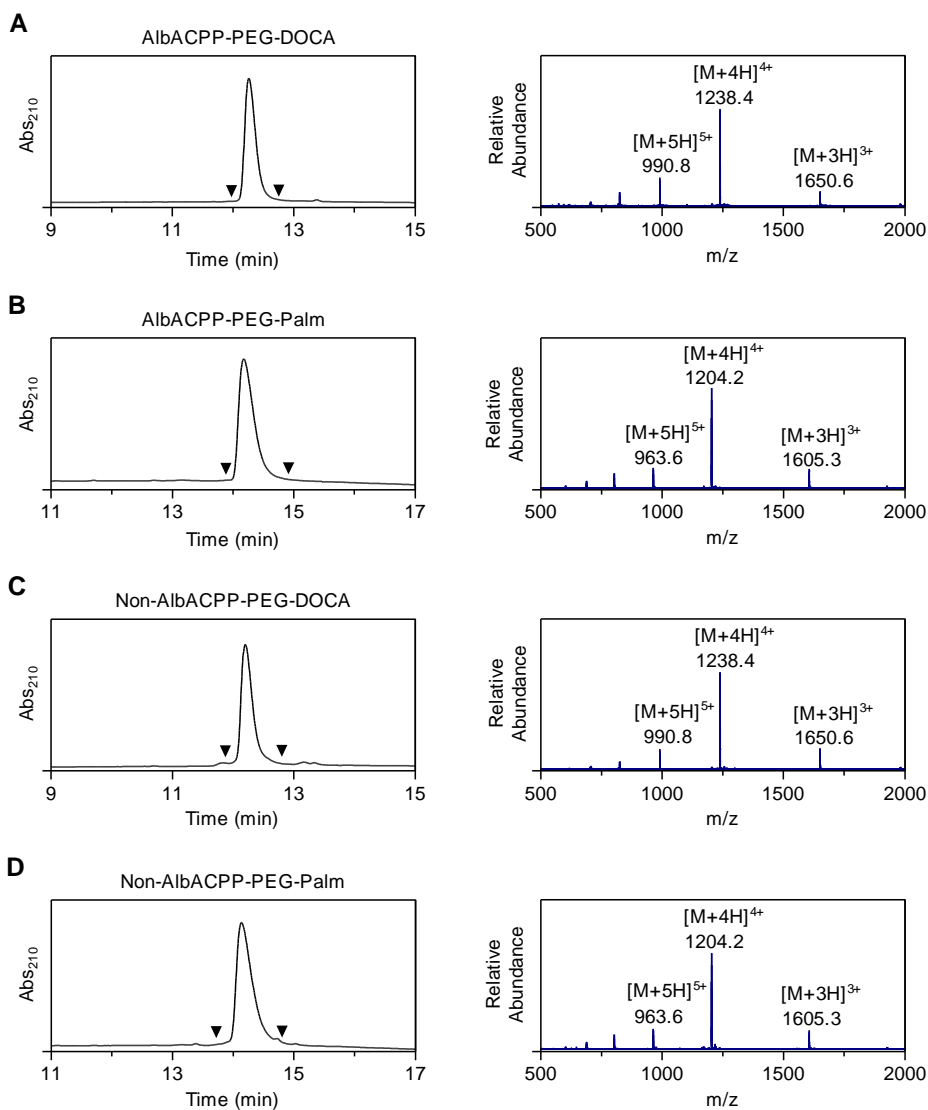 A
AlbACPP-PEG-DOCA
Abs210
9 11 13 15
Time (min)
Relative
Abundance
[M+4H]4+
1238.4
[M+5H]5+
990.8
[M+3H]3+
1650.6
500 1000 1500 2000
m/z
B
AlbACPP-PEG-Palm
Abs210
11 13 15 17
Time (min)
Relative
Abundance
[M+4H]4+
1204.2
[M+5H]5+
963.6
[M+3H]3+
1605.3
500 1000 1500 2000
m/z
C
Non-AlbACPP-PEG-DOCA
Abs210
9 11 13 15
Time (min)
Relative
Abundance
[M+4H]4+
1238.4
[M+5H]5+
990.8
[M+3H]3+
1650.6
500 1000 1500 2000
m/z
D
Non-AlbACPP-PEG-Palm
Abs210
11 13 15 17
Time (min)
Relative
Abundance
[M+4H]4+
1204.2
[M+5H]5+
963.6
[M+3H]3+
1605.3
500 1000 1500 2000
m/z